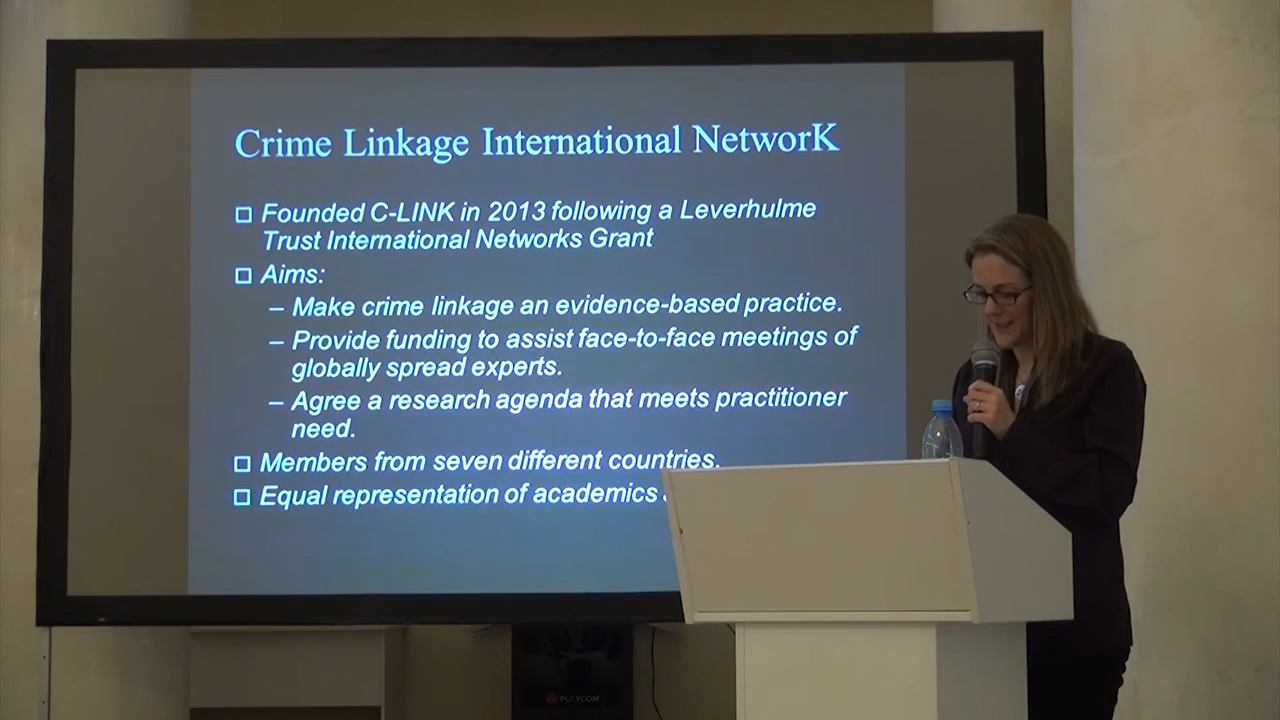 Crime Linkage International NetworK
Founded C-LINK in 2013 following a Leverhulme
Trust International Networks Grant
Aims:
– Make crime linkage an evidence-based practice.
– Provide funding to assist face-to-face meetings of
globally spread experts.
– Agree a research agenda that meets practitioner
need.
Members from seven different countries.
Equal representation of academics
POLYCOM